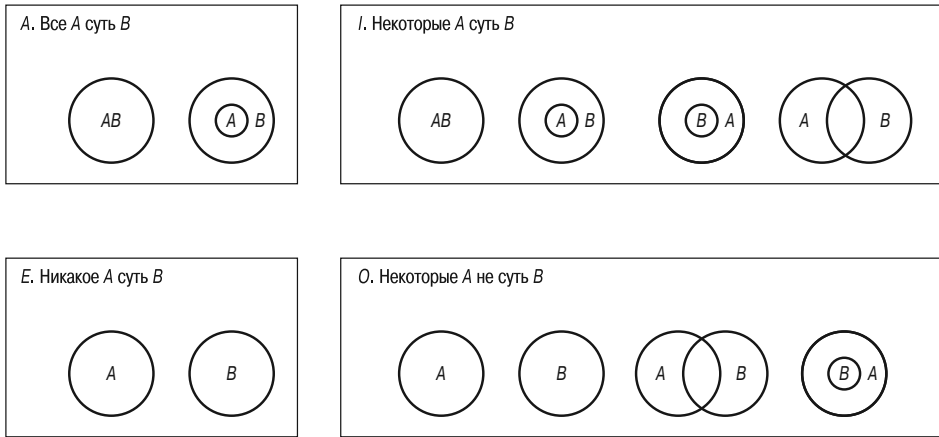 A. Все A суть B
AB
A B
I. Некоторые A суть B
AB
A B
B A
A B
E. Никакое A суть B
A
B
O. Некоторые A не суть B
A
B
A B
B A